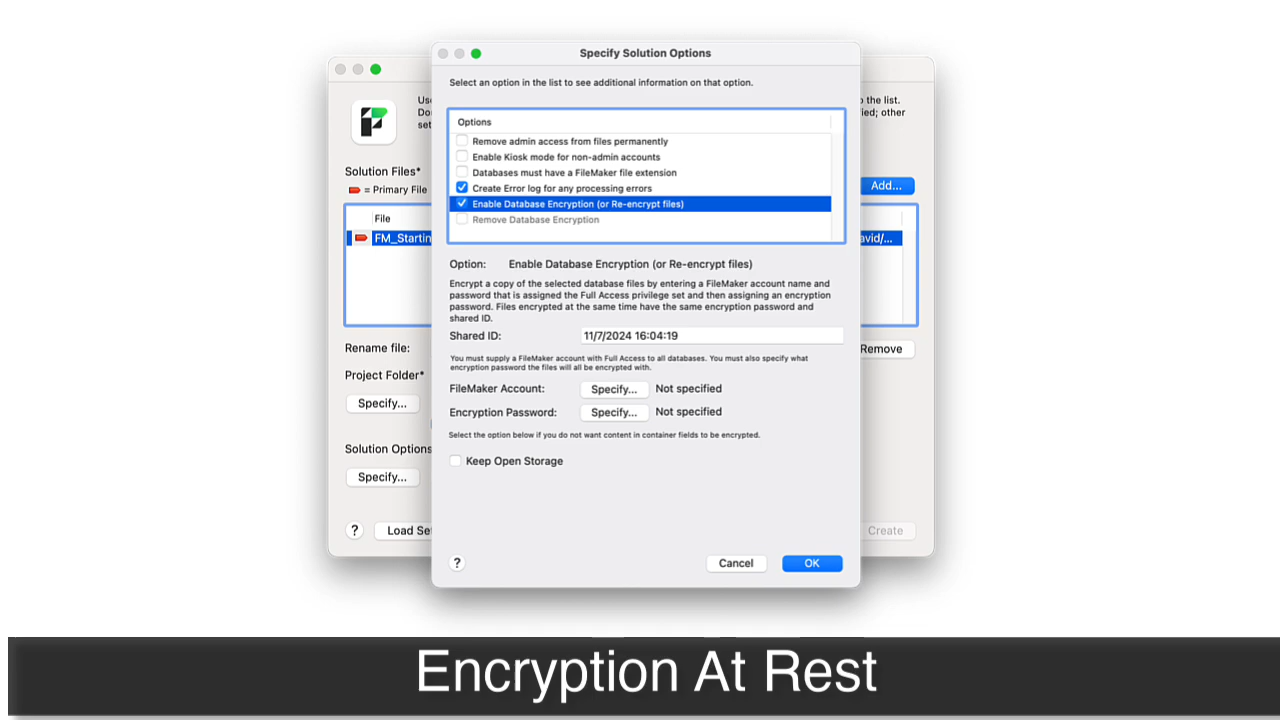 Specify Solution Options
Select an option in the list to see additional information on that option.
Options
Remove admin access from files permanently
Enable Kiosk mode for non-admin accounts
Databases must have a FileMaker file extension
Create Error log for any processing errors
Enable Database Encryption (or Re-encrypt files)
Remove Database Encryption
Option: Enable Database Encryption (or Re-encrypt files)
Encrypt a copy of the selected database files by entering a FileMaker account name and
password that is assigned the Full Access privilege set and then assigning an encryption
password. Files encrypted at the same time have the same encryption password and
shared ID.
Shared ID: 11/7/2024 16:04:19
You must supply a FileMaker account with Full Access to all databases. You must also specify what
encryption password the files will all be encrypted with.
FileMaker Account: Specify... Not specified
Encryption Password: Specify... Not specified
Select the option below if you do not want content in container fields to be encrypted.
Keep Open Storage
? Cancel OK
the list.
ied; other
Solution Files*
= Primary File
Add...
File
FM_Startin
avid/...
Rename file:
Remove
Project Folder*
Specify...
Solution Options
Specify...
? Load Se
Create
Encryption At Rest